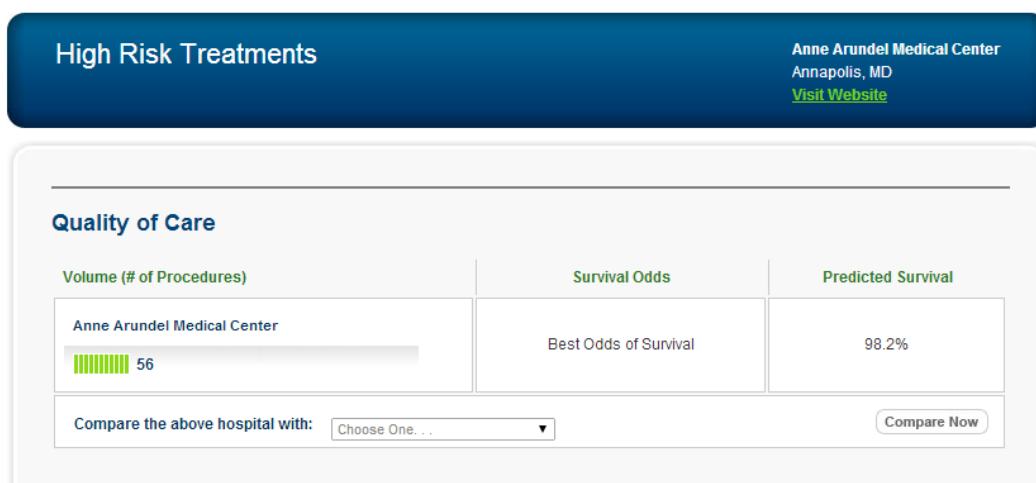 High Risk Treatments
Anne Arundel Medical Center
Annapolis, MD
Visit Website
Quality of Care
Volume (# of Procedures) Survival Odds Predicted Survival
Anne Arundel Medical Center
56
Best Odds of Survival
98.2%
Compare the above hospital with: Choose One. . . Compare Now